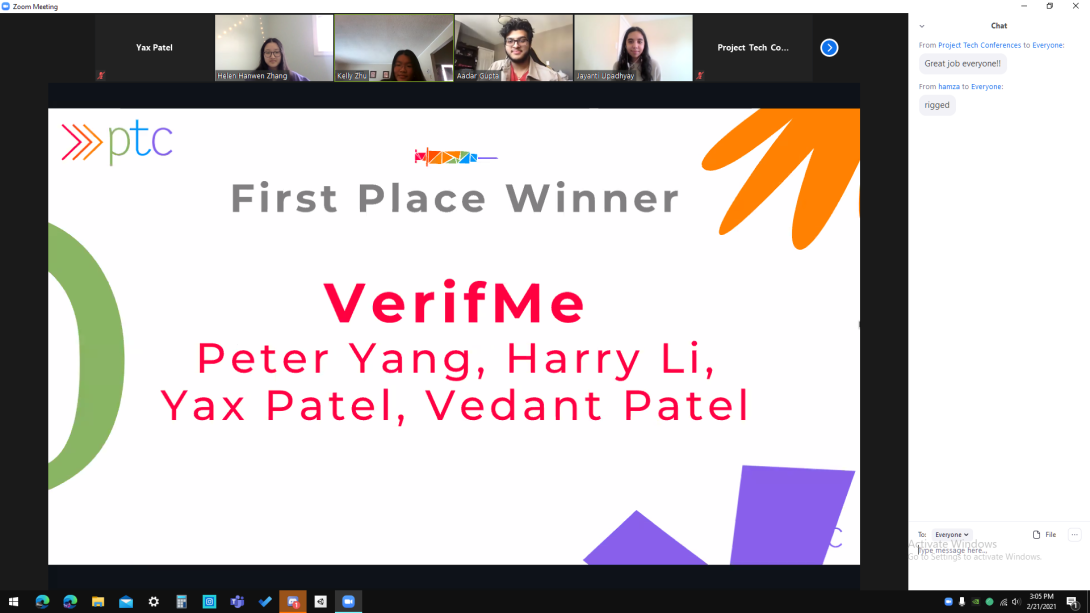 Zoom Meeting
Yax Patel
Helen Hanwen Zhang
Kelly Zhu
Aadar Gupta
Jayanti Upadhyay
Project Tech Co...
ptc
First Place Winner
VerifMe
Peter Yang, Harry Li,
Yax Patel, Vedant Patel
Chat
From Project Tech Conferences to Everyone:
Great job everyone!!
From hamza to Everyone:
rigged
To: Everyone
File
Type message here...
Activate Windows
Go to Settings to activate Windows.
3:05 PM
2/21/2021